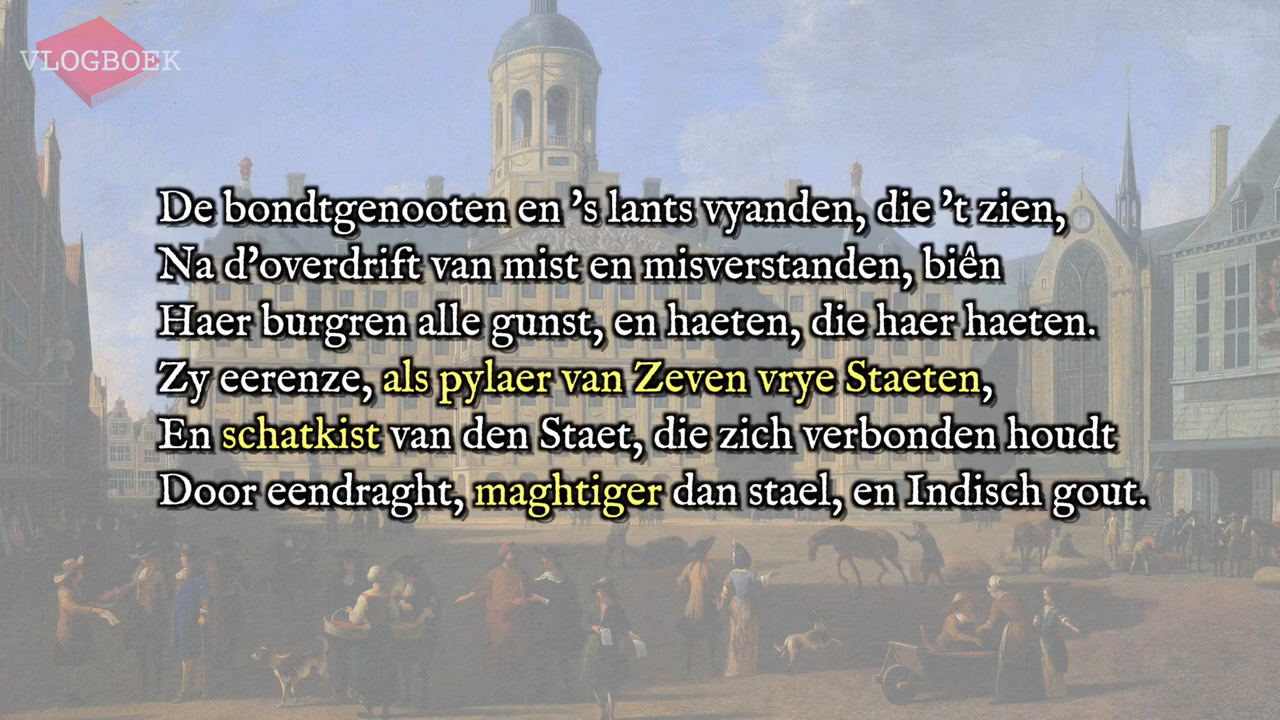 VLOGBOEK
De bondtgenooten en ’s lants vyanden, die ’t zien,
Na d’overdrift van mist en misverstanden, biên
Haer burgren alle gunst, en haeten, die haer haeten.
Zy eerenze, als pylaer van Zeven vrye Staeten,
En schatkist van den Staet, die zich verbonden houdt
Door eendraght, maghtiger dan stael, en Indisch gout.